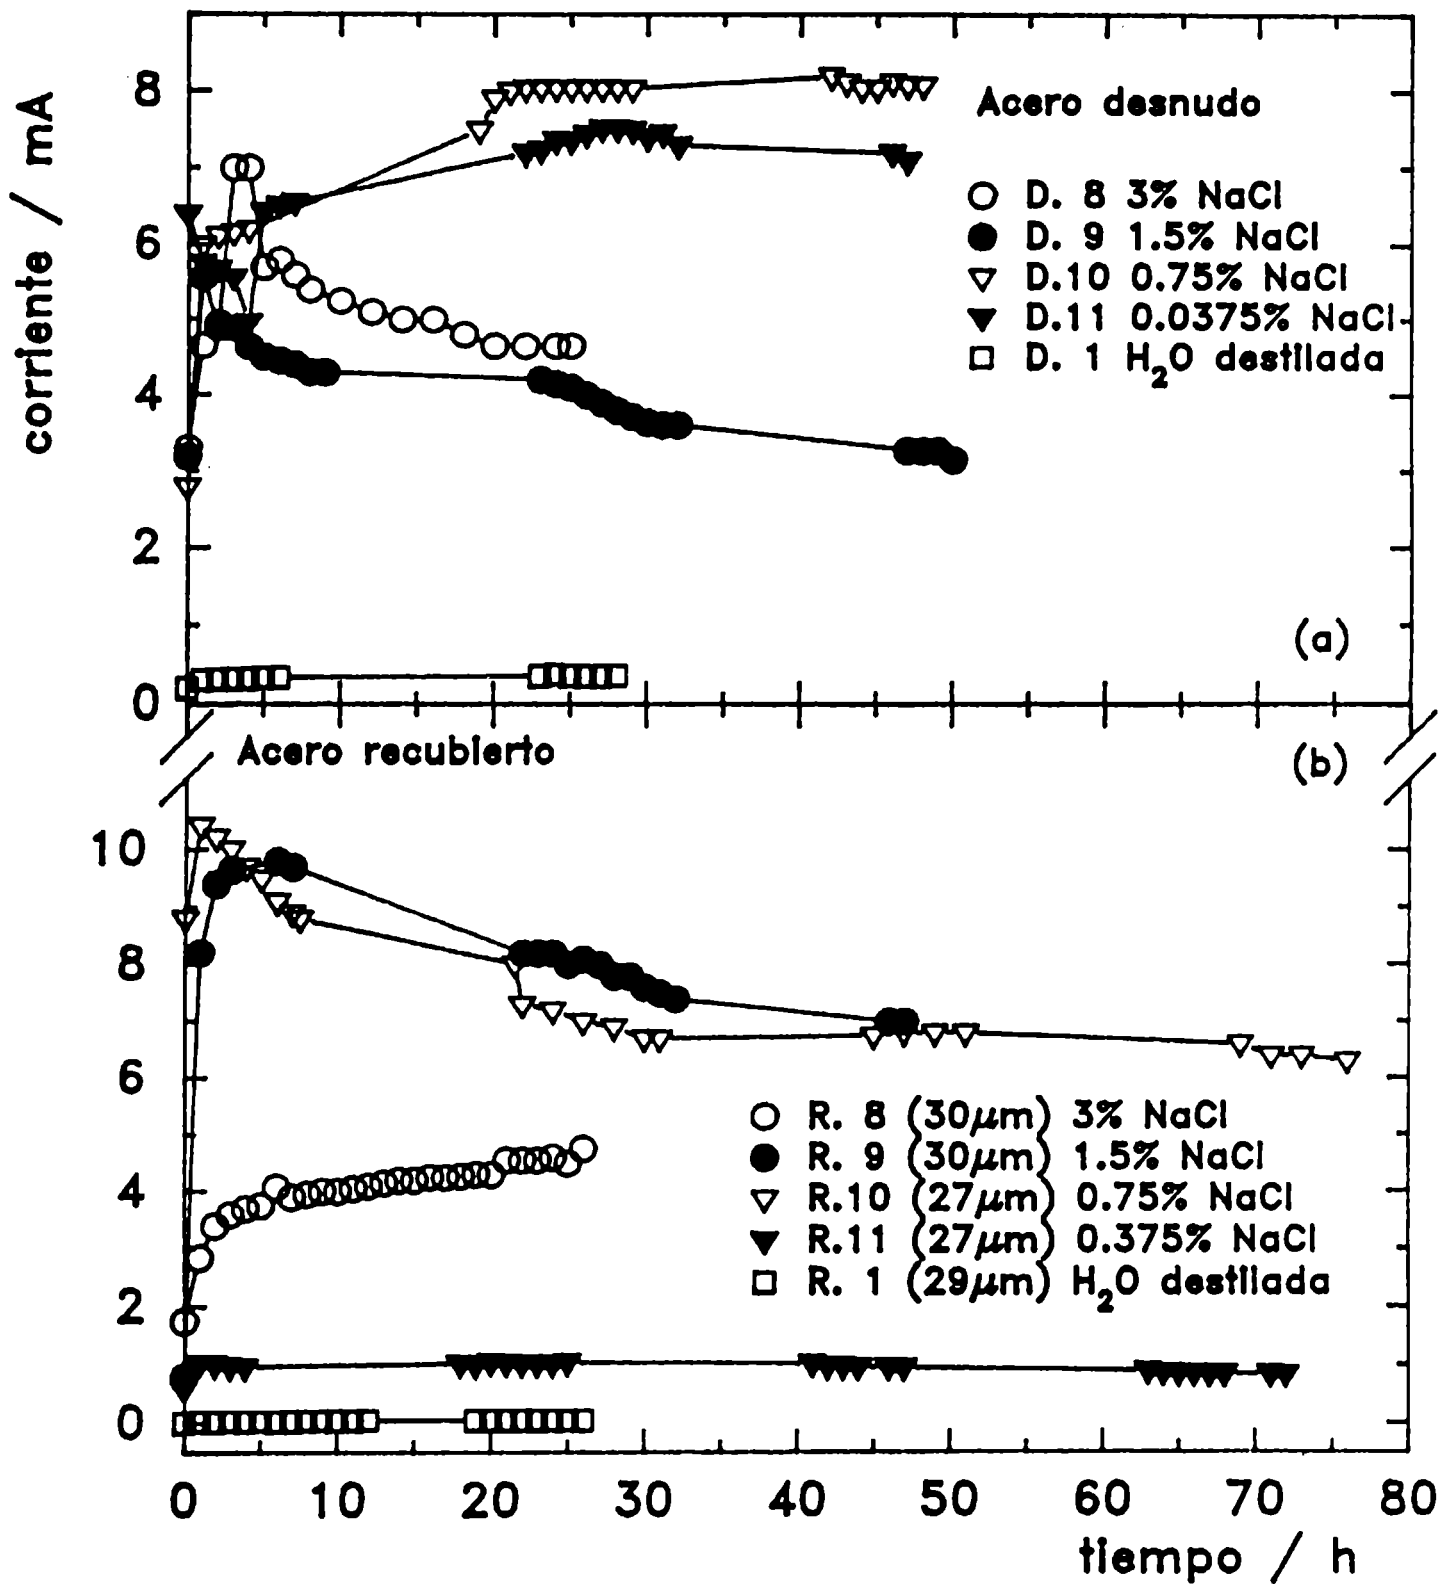 corriente / mA
8
6
4
2
0
Acero desnudo
D. 8 3% NaCl
D. 9 1.5% NaCl
D.10 0.75% NaCl
D.11 0.0375% NaCl
D. 1 H₂O destilada
(a)
Acero recubierto
(b)
10
8
6
4
2
0
R. 8 (30μm) 3% NaCl
R. 9 (30μm) 1.5% NaCl
R.10 (27μm) 0.75% NaCl
R.11 (27μm) 0.375% NaCl
R. 1 (29μm) H₂O destilada
0 10 20 30 40 50 60 70 80
tiempo / h